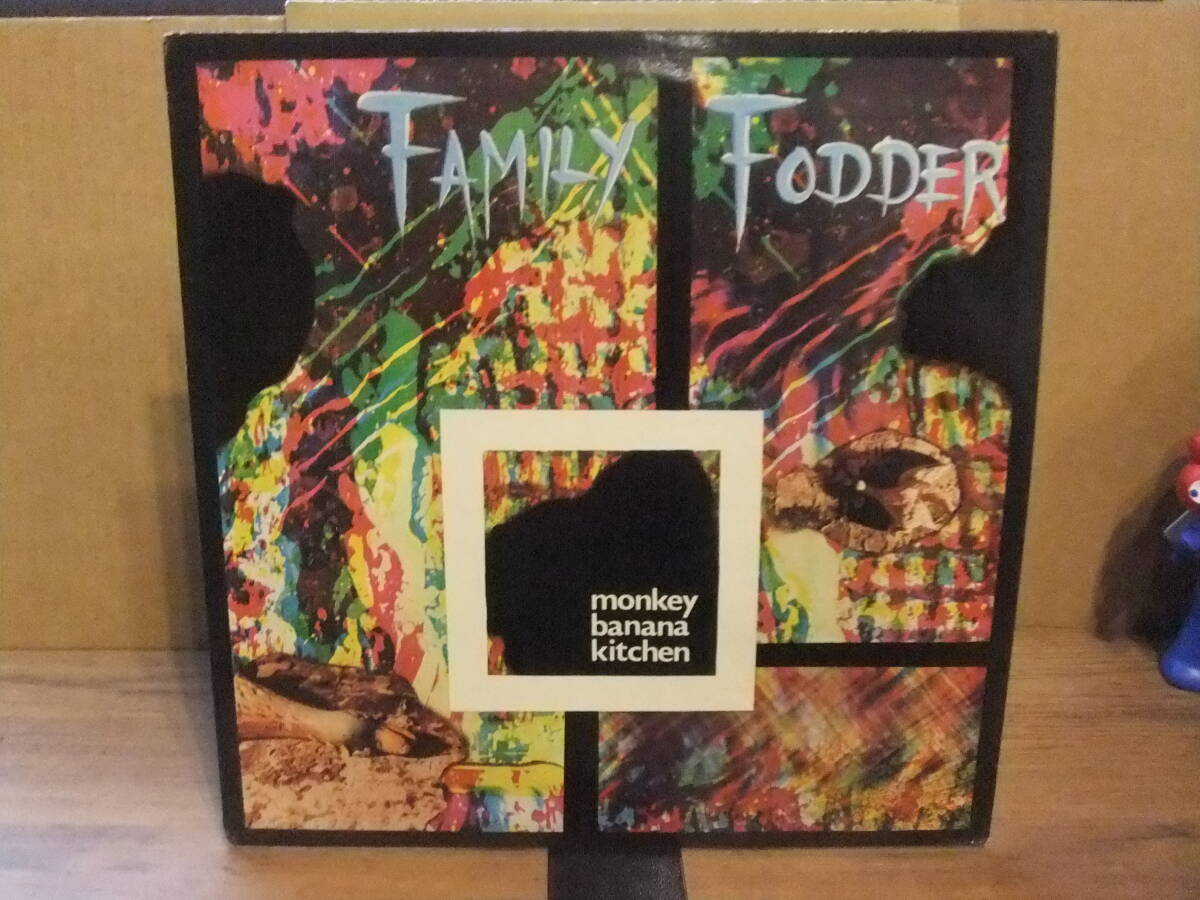 FAMILY FODDER
monkey
banana
kitchen